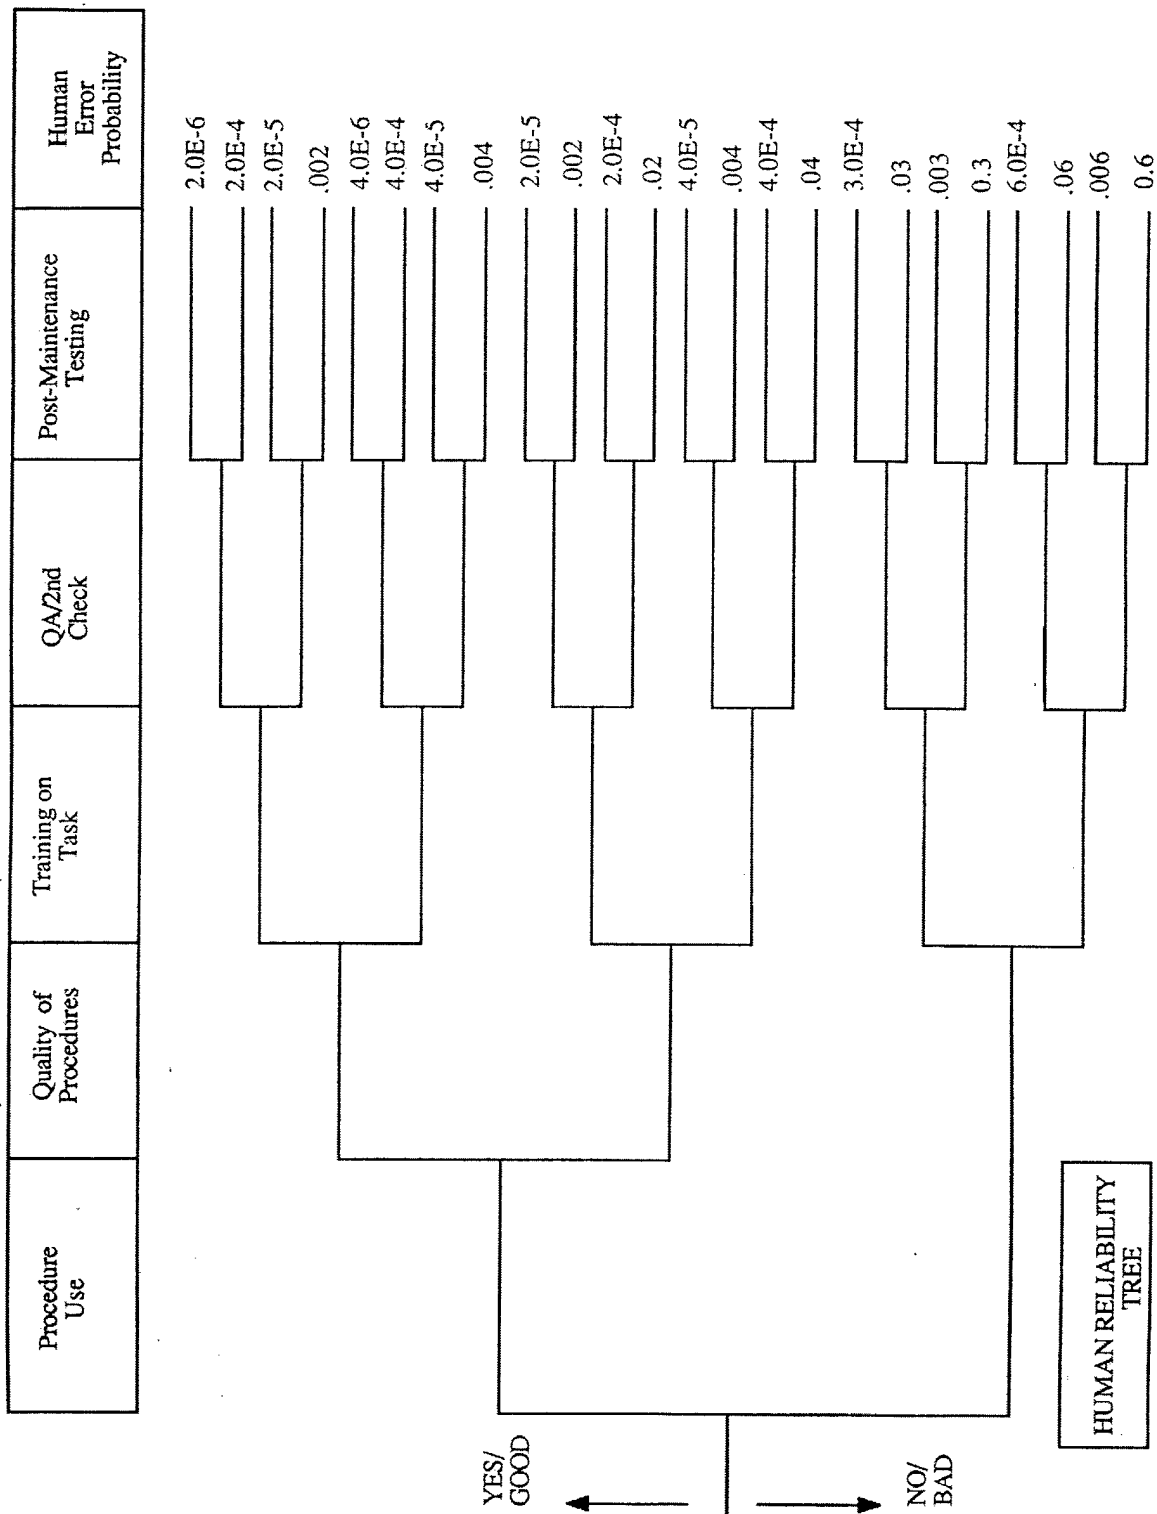 Procedure
Use
Quality of
Procedures
Training on
Task
QA/2nd
Check
Post-Maintenance
Testing
Human
Error
Probability
2.0E-6
2.0E-4
2.0E-5
.002
4.0E-6
4.0E-4
4.0E-5
.004
2.0E-5
.002
2.0E-4
.02
4.0E-5
.004
4.0E-4
.04
3.0E-4
.03
.003
0.3
6.0E-4
.06
.006
0.6
YES/
GOOD
NO/
BAD
HUMAN RELIABILITY
TREE